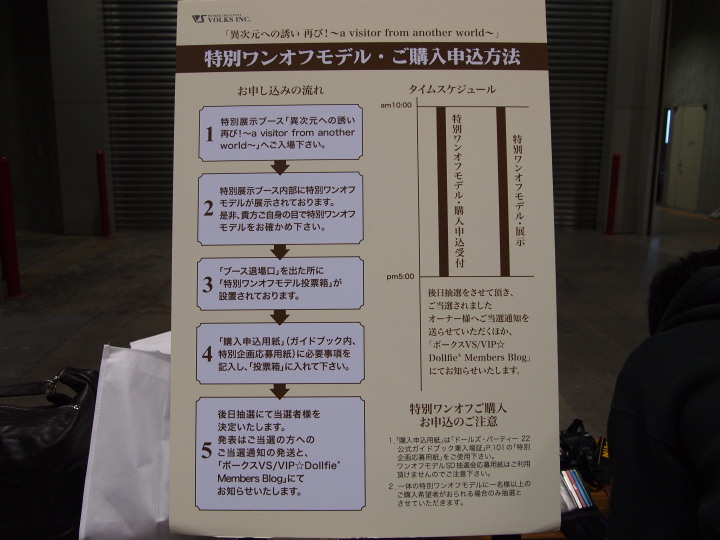 VOLKS INC.
「異次元への誘い 再び!〜a visitor from another world〜」
特別ワンオフモデル・ご購入申込方法
お申し込みの流れ
1
特別展示ブース「異次元への誘い
再び!〜a visitor from another
world〜」へご入場下さい。
2
特別展示ブース内部に特別ワンオフ
モデルが展示されております。
是非、貴方ご自身の目で特別ワンオフ
モデルをお確かめ下さい。
3
「ブース退場口」を出た所に
「特別ワンオフモデル投票箱」が
設置されております。
4
「購入申込用紙」(ガイドブック内、
特別企画応募用紙)に必要事項を
記入し、「投票箱」に入れて下さい。
5
後日抽選にて当選者様を
決定いたします。
発表はご当選の方への
ご当選通知の発送と、
「ボークスVS/VIP☆Dollfie®
Members Blog」にて
お知らせいたします。
タイムスケジュール
am10:00
特別ワンオフモデル・購入申込受付
特別ワンオフモデル・展示
pm5:00
後日抽選をさせて頂き、
ご当選されました
オーナー様へご当選通知を
送らせていただくほか、
「ボークスVS/VIP☆
Dollfie® Members Blog」
にてお知らせいたします。
特別ワンオフご購入
お申込のご注意
1.「購入申込用紙」は「ドールズ・パーティー 22
公式ガイドブック兼入場証」P.101の「特別
企画応募用紙」をご使用下さい。
ワンオフモデルSD抽選会応募用紙はご利用
頂けませんのでご注意下さい。
2. 一体の特別ワンオフモデルに一名様以上の
ご購入希望者がおられる場合のみ抽選と
させていただきます。